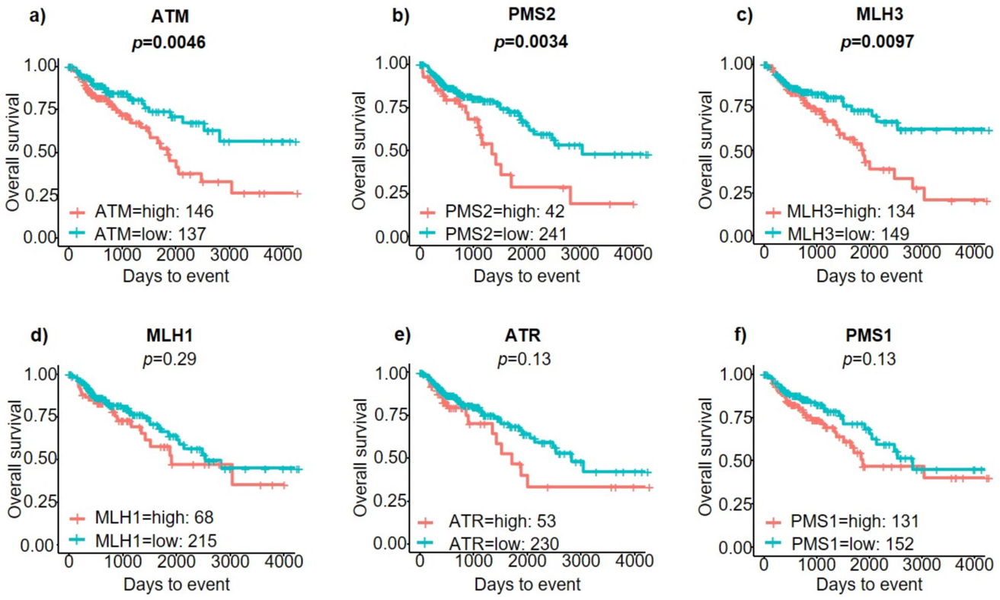 a) ATM
p=0.0046
1.00
0.75
0.50
0.25
0.00
Overall survival
ATM=high: 146
ATM=low: 137
0 1000 2000 3000 4000
Days to event
b) PMS2
p=0.0034
1.00
0.75
0.50
0.25
0.00
Overall survival
PMS2=high: 42
PMS2=low: 241
0 1000 2000 3000 4000
Days to event
c) MLH3
p=0.0097
1.00
0.75
0.50
0.25
0.00
Overall survival
MLH3=high: 134
MLH3=low: 149
0 1000 2000 3000 4000
Days to event
d) MLH1
p=0.29
1.00
0.75
0.50
0.25
0.00
Overall survival
MLH1=high: 68
MLH1=low: 215
0 1000 2000 3000 4000
Days to event
e) ATR
p=0.13
1.00
0.75
0.50
0.25
0.00
Overall survival
ATR=high: 53
ATR=low: 230
0 1000 2000 3000 4000
Days to event
f) PMS1
p=0.13
1.00
0.75
0.50
0.25
0.00
Overall survival
PMS1=high: 131
PMS1=low: 152
0 1000 2000 3000 4000
Days to event